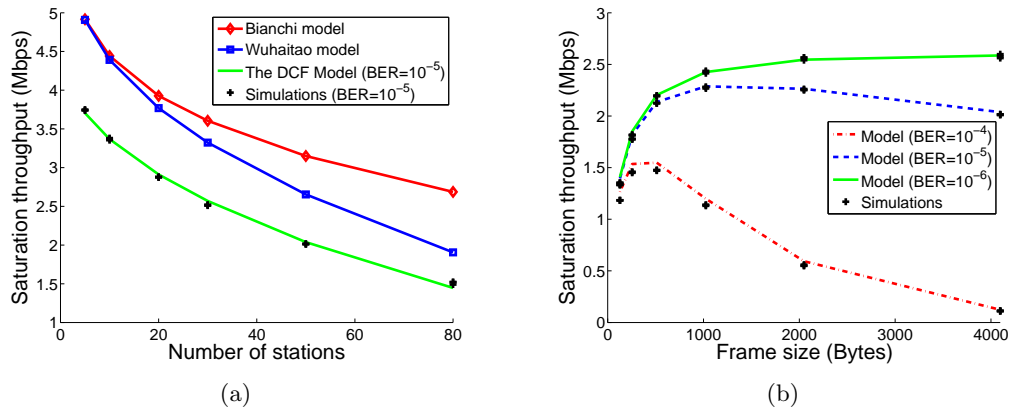 5
4.5
4
3.5
3
2.5
2
1.5
1
0
20
40
60
80
Saturation throughput (Mbps)
Number of stations
Bianchi model
Wuhaitao model
The DCF Model (BER=10⁻⁵)
Simulations (BER=10⁻⁵)
(a)
3
2.5
2
1.5
1
0.5
0
0
1000
2000
3000
4000
Saturation throughput (Mbps)
Frame size (Bytes)
Model (BER=10⁻⁴)
Model (BER=10⁻⁵)
Model (BER=10⁻⁶)
Simulations
(b)